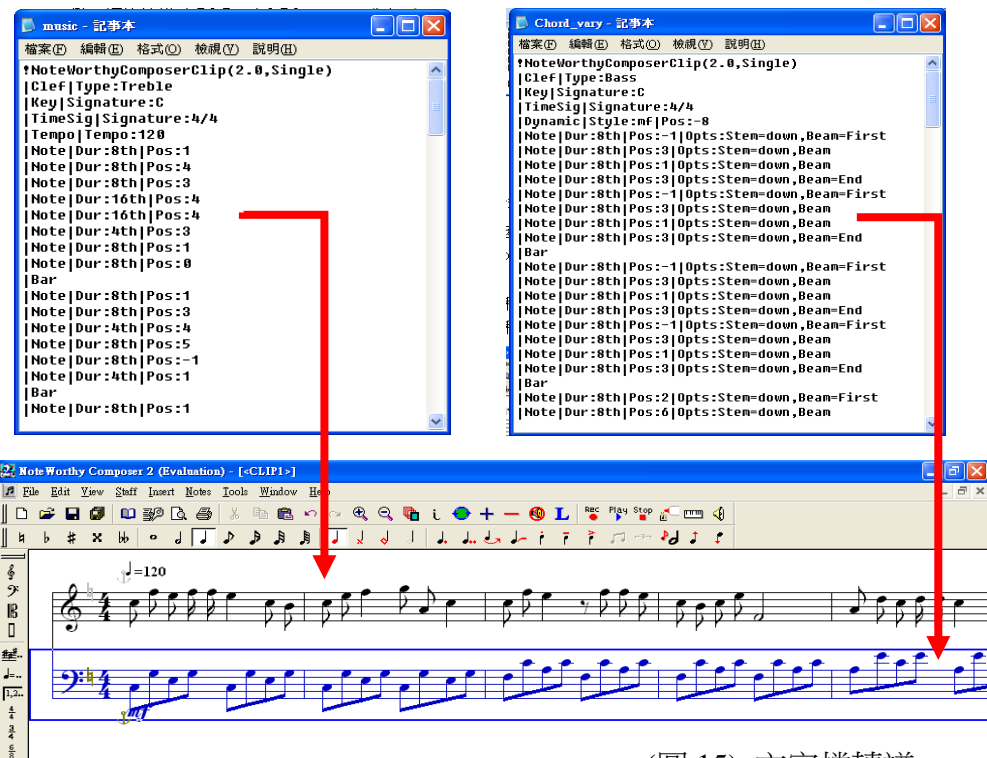 music - 記事本
檔案(F) 編輯(E) 格式(O) 檢視(V) 說明(H)
!NoteWorthyComposerClip(2.0,Single)
|Clef|Type:Treble
|Key|Signature:C
|TimeSig|Signature:4/4
|Tempo|Tempo:120
|Note|Dur:8th|Pos:1
|Note|Dur:8th|Pos:4
|Note|Dur:8th|Pos:3
|Note|Dur:16th|Pos:4
|Note|Dur:16th|Pos:4
|Note|Dur:4th|Pos:3
|Note|Dur:8th|Pos:1
|Note|Dur:8th|Pos:0
|Bar
|Note|Dur:8th|Pos:1
|Note|Dur:8th|Pos:3
|Note|Dur:4th|Pos:4
|Note|Dur:8th|Pos:5
|Note|Dur:8th|Pos:-1
|Note|Dur:4th|Pos:1
|Bar
|Note|Dur:8th|Pos:1
Chord_vary - 記事本
檔案(F) 編輯(E) 格式(O) 檢視(V) 說明(H)
!NoteWorthyComposerClip(2.0,Single)
|Clef|Type:Bass
|Key|Signature:C
|TimeSig|Signature:4/4
|Dynamic|Style:mf|Pos:-8
|Note|Dur:8th|Pos:-1|Opts:Stem=down,Beam=First
|Note|Dur:8th|Pos:3|Opts:Stem=down,Beam
|Note|Dur:8th|Pos:1|Opts:Stem=down,Beam
|Note|Dur:8th|Pos:3|Opts:Stem=down,Beam=End
|Note|Dur:8th|Pos:-1|Opts:Stem=down,Beam=First
|Note|Dur:8th|Pos:3|Opts:Stem=down,Beam
|Note|Dur:8th|Pos:1|Opts:Stem=down,Beam
|Note|Dur:8th|Pos:3|Opts:Stem=down,Beam=End
|Bar
|Note|Dur:8th|Pos:-1|Opts:Stem=down,Beam=First
|Note|Dur:8th|Pos:3|Opts:Stem=down,Beam
|Note|Dur:8th|Pos:1|Opts:Stem=down,Beam
|Note|Dur:8th|Pos:3|Opts:Stem=down,Beam=End
|Note|Dur:8th|Pos:-1|Opts:Stem=down,Beam=First
|Note|Dur:8th|Pos:3|Opts:Stem=down,Beam
|Note|Dur:8th|Pos:1|Opts:Stem=down,Beam
|Note|Dur:8th|Pos:3|Opts:Stem=down,Beam=End
|Bar
|Note|Dur:8th|Pos:2|Opts:Stem=down,Beam=First
|Note|Dur:8th|Pos:6|Opts:Stem=down,Beam
NoteWorthy Composer 2 (Evaluation) - [<CLIP1>]
File Edit View Staff Insert Notes Tools Window
Rec Play Stop
=120
mf
1,2..